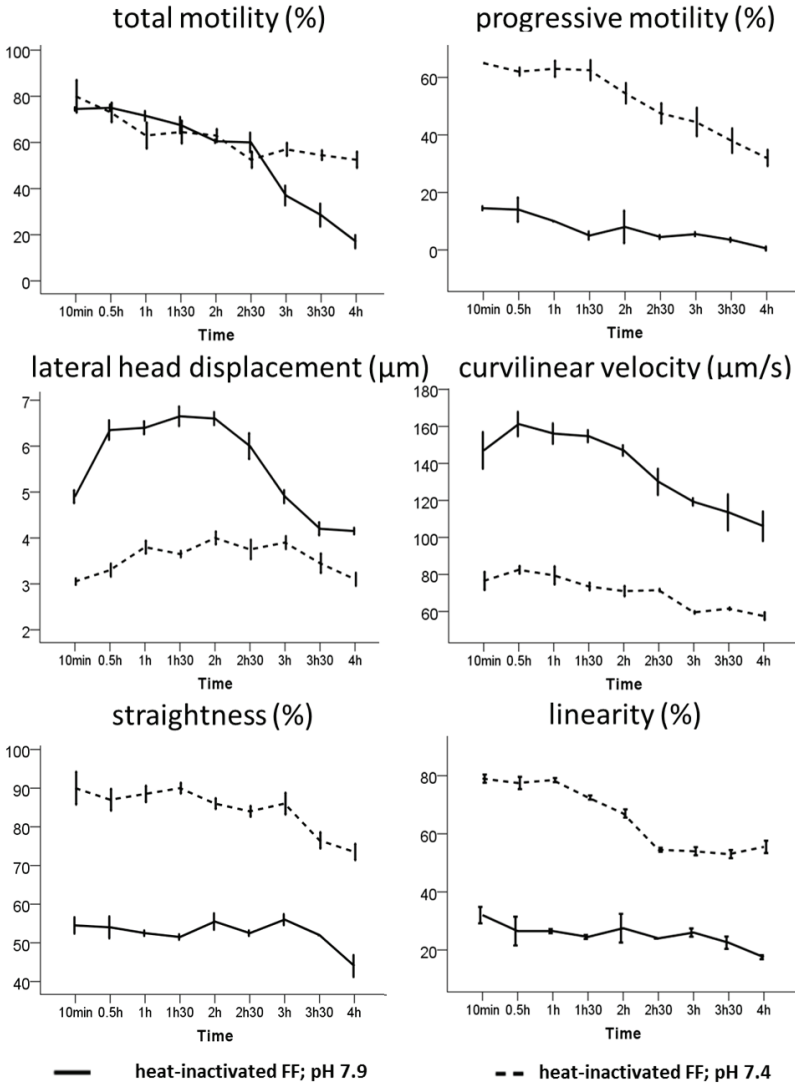 total motility (%)
100
80
60
40
20
0
10min 0.5h 1h 1h30 2h 2h30 3h 3h30 4h
Time
progressive motility (%)
60
40
20
0
10min 0.5h 1h 1h30 2h 2h30 3h 3h30 4h
Time
lateral head displacement (µm)
7
6
5
4
3
2
10min 0.5h 1h 1h30 2h 2h30 3h 3h30 4h
Time
curvilinear velocity (µm/s)
180
160
140
120
100
80
60
10min 0.5h 1h 1h30 2h 2h30 3h 3h30 4h
Time
straightness (%)
100
90
80
70
60
50
40
10min 0.5h 1h 1h30 2h 2h30 3h 3h30 4h
Time
linearity (%)
80
60
40
20
10min 0.5h 1h 1h30 2h 2h30 3h 3h30 4h
Time
heat-inactivated FF; pH 7.9
heat-inactivated FF; pH 7.4